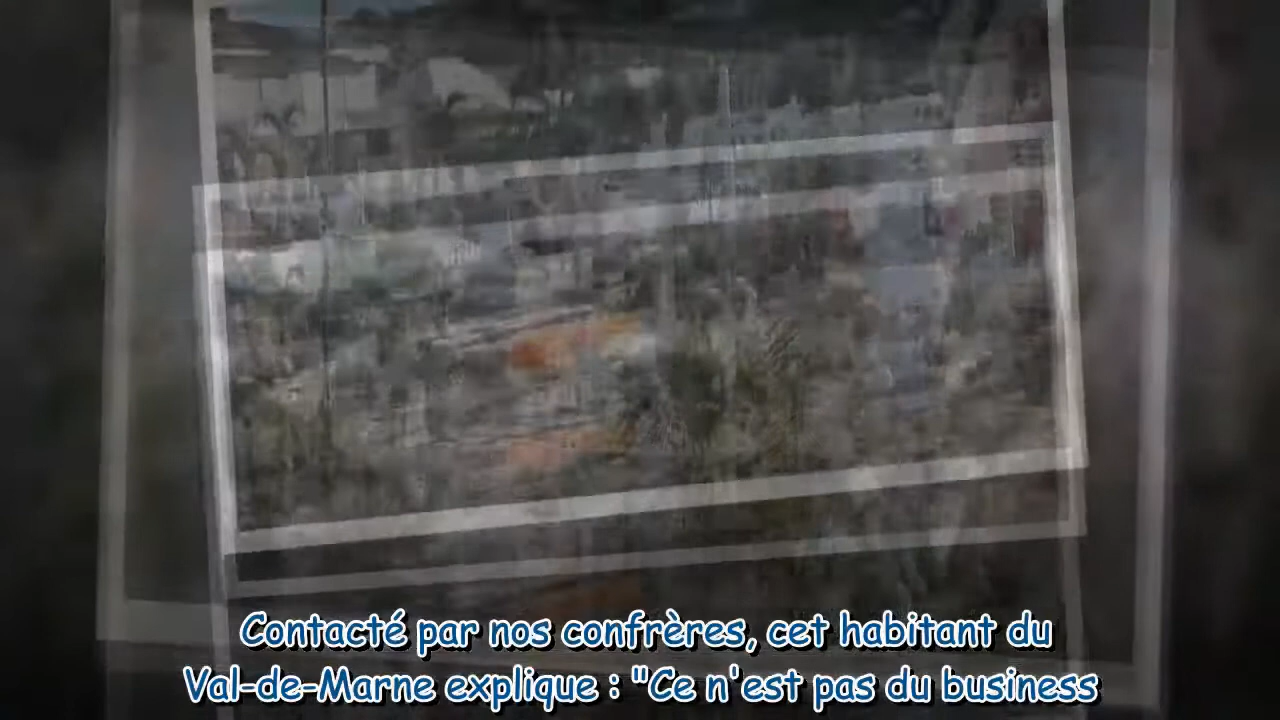 Contacté par nos confrères, cet habitant du
Val-de-Marne explique : "Ce n'est pas du business